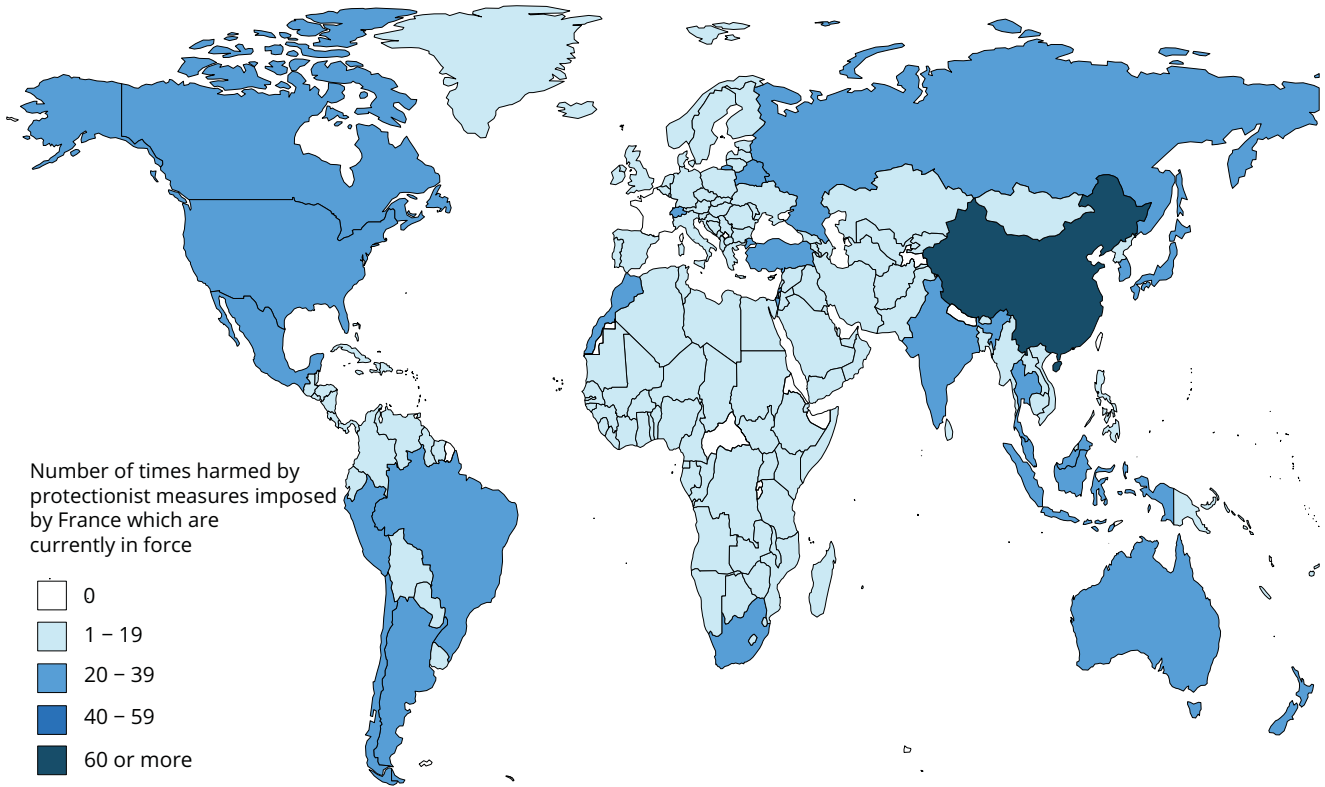 Number of times harmed by
protectionist measures imposed
by France which are
currently in force
0
1 – 19
20 – 39
40 – 59
60 or more